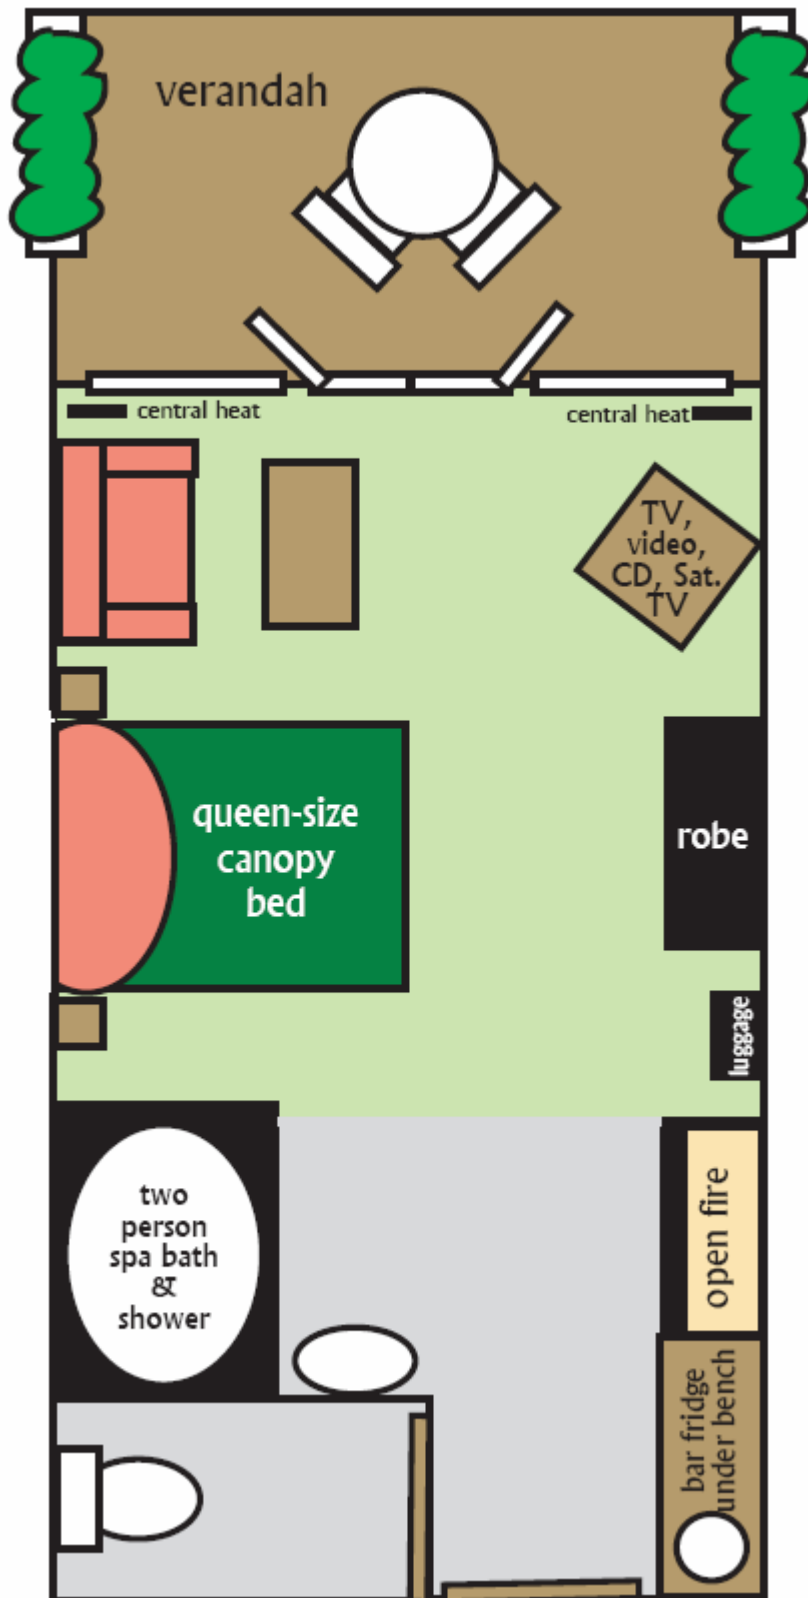 verandah
central heat
central heat
TV,
video,
CD, Sat.
TV
queen-size
canopy
bed
robe
luggage
two
person
spa bath
&
shower
open fire
bar fridge
under bench